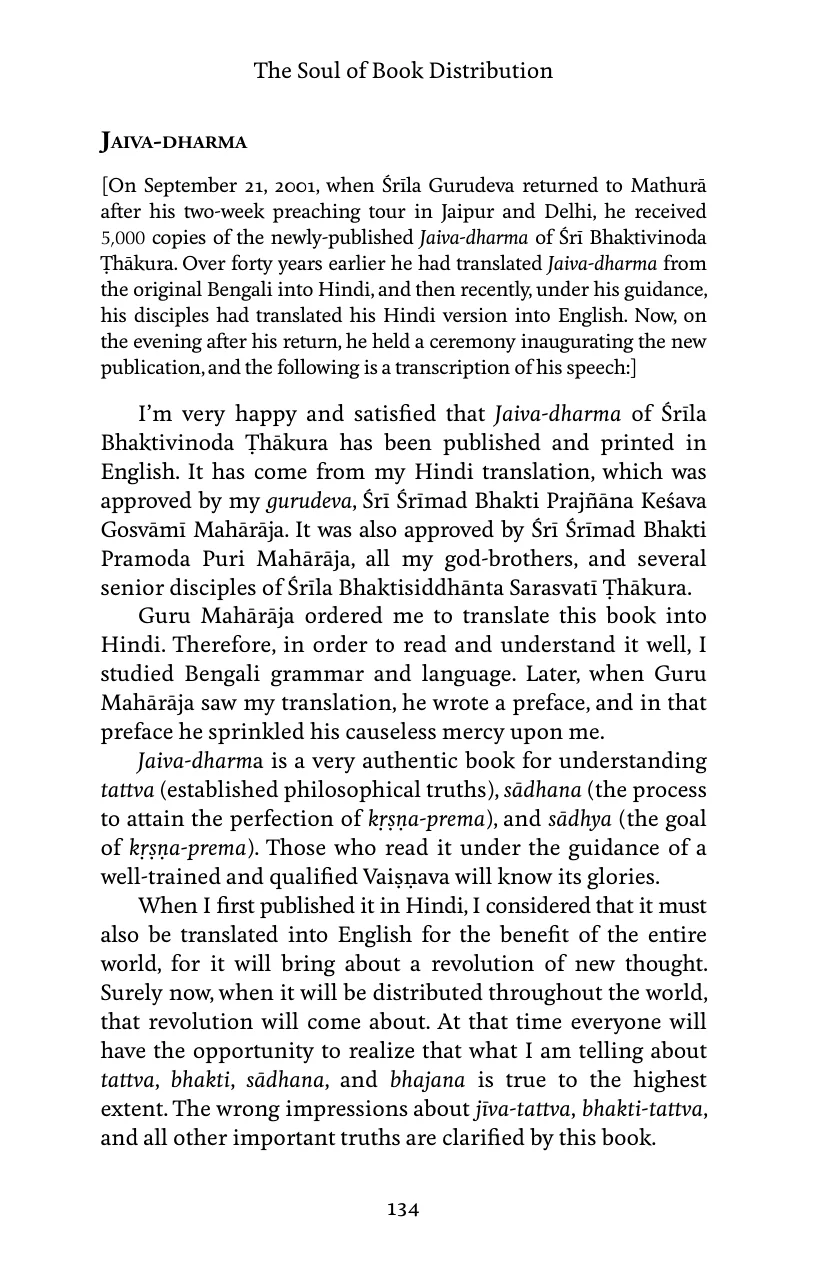 The Soul of Book Distribution
Jaiva-dharma
[On September 21, 2001, when Śrīla Gurudeva returned to Mathurā
after his two-week preaching tour in Jaipur and Delhi, he received
5,000 copies of the newly-published Jaiva-dharma of Śrī Bhaktivinoda
Ṭhākura. Over forty years earlier he had translated Jaiva-dharma from
the original Bengali into Hindi, and then recently, under his guidance,
his disciples had translated his Hindi version into English. Now, on
the evening after his return, he held a ceremony inaugurating the new
publication, and the following is a transcription of his speech:]
I’m very happy and satisfied that Jaiva-dharma of Śrīla
Bhaktivinoda Ṭhākura has been published and printed in
English. It has come from my Hindi translation, which was
approved by my gurudeva, Śrī Śrīmad Bhakti Prajñāna Keśava
Gosvāmī Mahārāja. It was also approved by Śrī Śrīmad Bhakti
Pramoda Puri Mahārāja, all my god-brothers, and several
senior disciples of Śrīla Bhaktisiddhānta Sarasvatī Ṭhākura.
Guru Mahārāja ordered me to translate this book into
Hindi. Therefore, in order to read and understand it well, I
studied Bengali grammar and language. Later, when Guru
Mahārāja saw my translation, he wrote a preface, and in that
preface he sprinkled his causeless mercy upon me.
Jaiva-dharma is a very authentic book for understanding
tattva (established philosophical truths), sādhana (the process
to attain the perfection of kṛṣṇa-prema), and sādhya (the goal
of kṛṣṇa-prema). Those who read it under the guidance of a
well-trained and qualified Vaiṣṇava will know its glories.
When I first published it in Hindi, I considered that it must
also be translated into English for the benefit of the entire
world, for it will bring about a revolution of new thought.
Surely now, when it will be distributed throughout the world,
that revolution will come about. At that time everyone will
have the opportunity to realize that what I am telling about
tattva, bhakti, sādhana, and bhajana is true to the highest
extent. The wrong impressions about jīva-tattva, bhakti-tattva,
and all other important truths are clarified by this book.
134